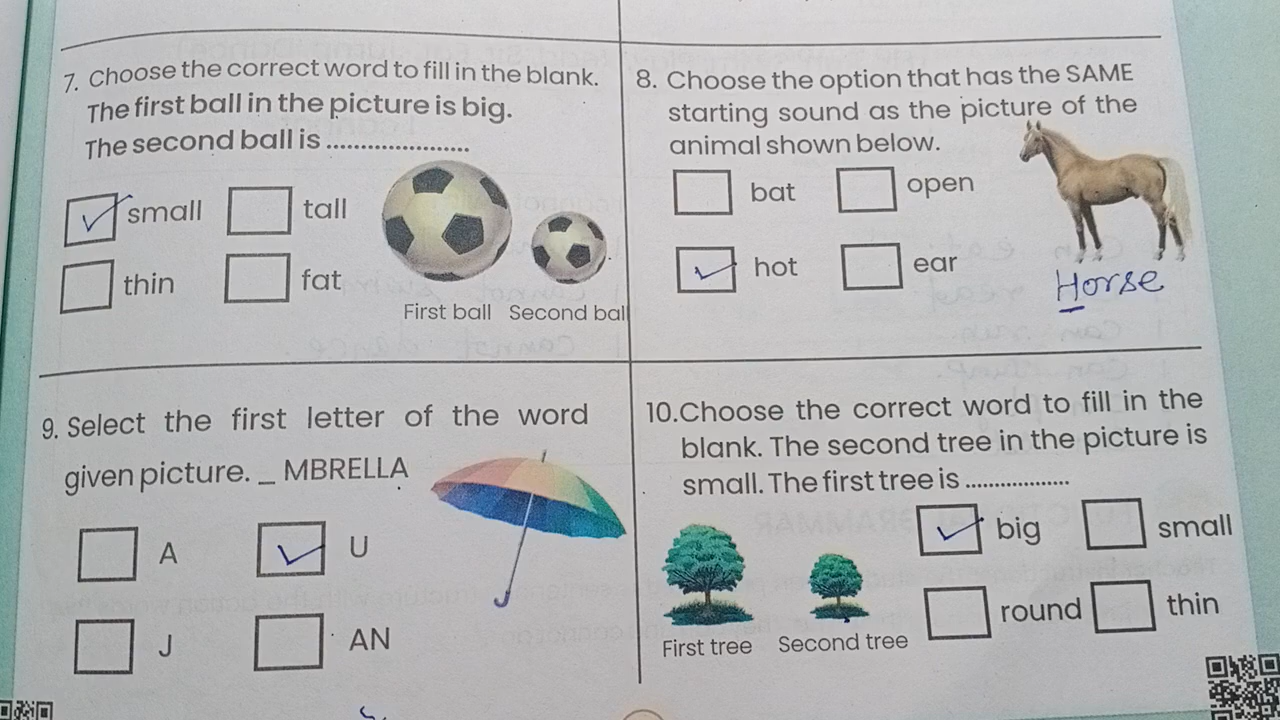 7. Choose the correct word to fill in the blank.
The first ball in the picture is big.
The second ball is .....................
small tall
thin fat
First ball Second ball
8. Choose the option that has the SAME
starting sound as the picture of the
animal shown below.
bat open
hot ear
Horse
9. Select the first letter of the word
given picture. _ MBRELLA
A U
J AN
10. Choose the correct word to fill in the
blank. The second tree in the picture is
small. The first tree is ..................
big small
round thin
First tree Second tree